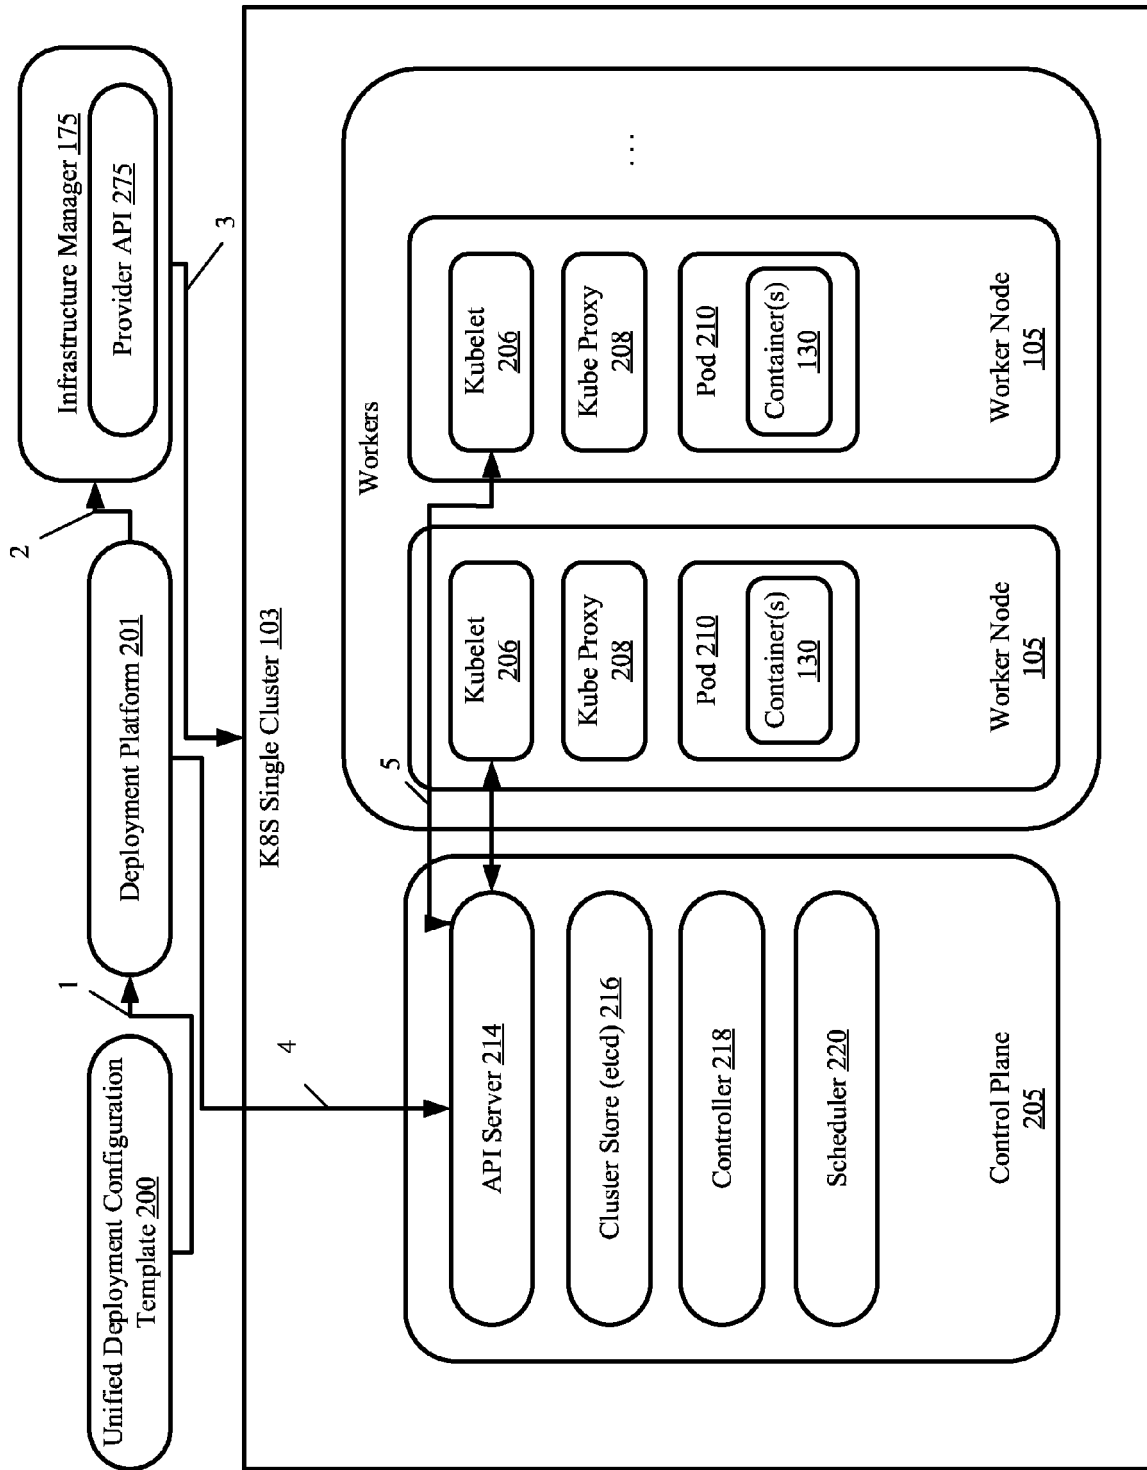 Unified Deployment Configuration
Template 200
1
Deployment Platform 201
2
Infrastructure Manager 175
Provider API 275
3
4
K8S Single Cluster 103
API Server 214
Cluster Store (etcd) 216
Controller 218
Scheduler 220
Control Plane
205
5
Workers
Kubelet
206
Kube Proxy
208
Pod 210
Container(s)
130
Worker Node
105
Kubelet
206
Kube Proxy
208
Pod 210
Container(s)
130
Worker Node
105
...